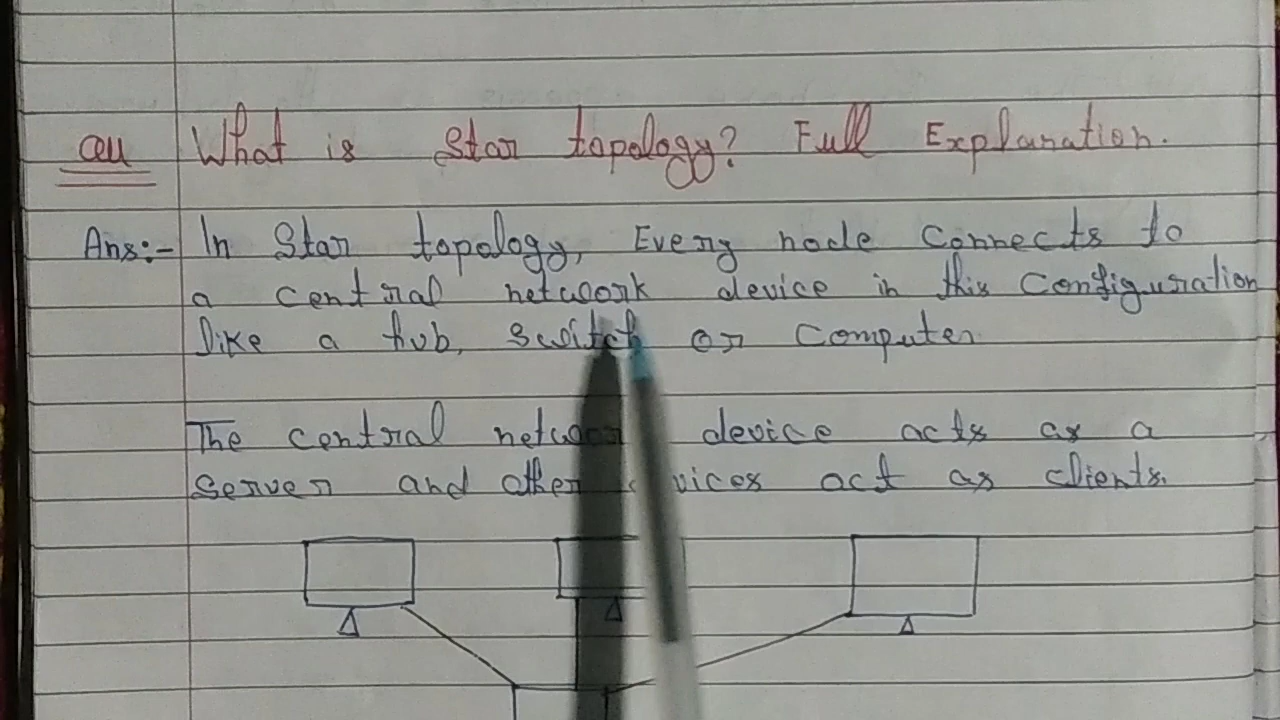 Qu What is Star topology? Full Explanation.
Ans:- In Star topology, Every node connects to
a central network device in this Configuration
like a hub, switch or Computer.
The central network device acts as a
server and other devices act as clients.